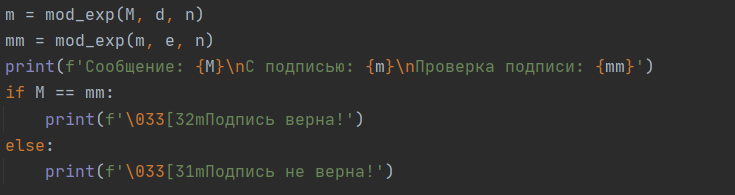 m = mod_exp(M, d, n)
mm = mod_exp(m, e, n)
print(f'Сообщение: {M}\nС подписью: {m}\nПроверка подписи: {mm}')
if M == mm:
    print(f'\033[32mПодпись верна!')
else:
    print(f'\033[31mПодпись не верна!')